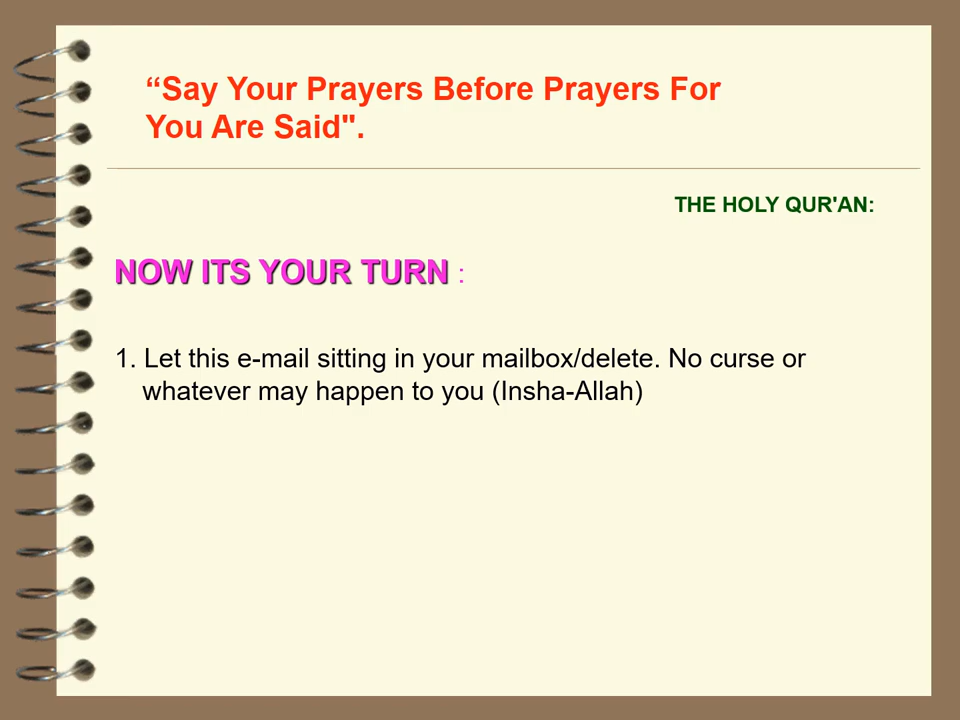 “Say Your Prayers Before Prayers For
You Are Said".
THE HOLY QUR'AN:
NOW ITS YOUR TURN :
1. Let this e-mail sitting in your mailbox/delete. No curse or
whatever may happen to you (Insha-Allah)